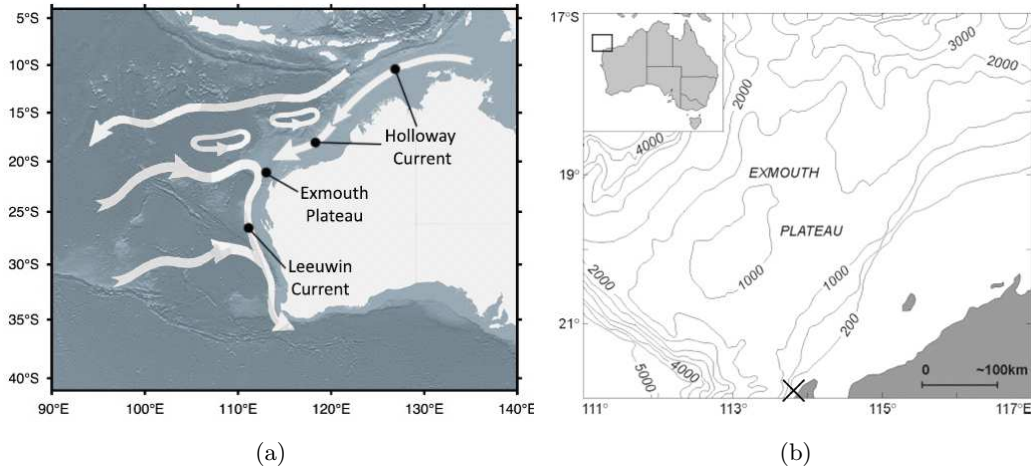 5°S
10°S
15°S
20°S
25°S
30°S
35°S
40°S
90°E
100°E
110°E
120°E
130°E
140°E
Holloway
Current
Exmouth
Plateau
Leeuwin
Current
(a)
17°S
19°
21°
111°
113°
115°
117°E
3000
2000
2000
4000
EXMOUTH
PLATEAU
1000
1000
200
2000
4000
5000
0 ~100km
(b)